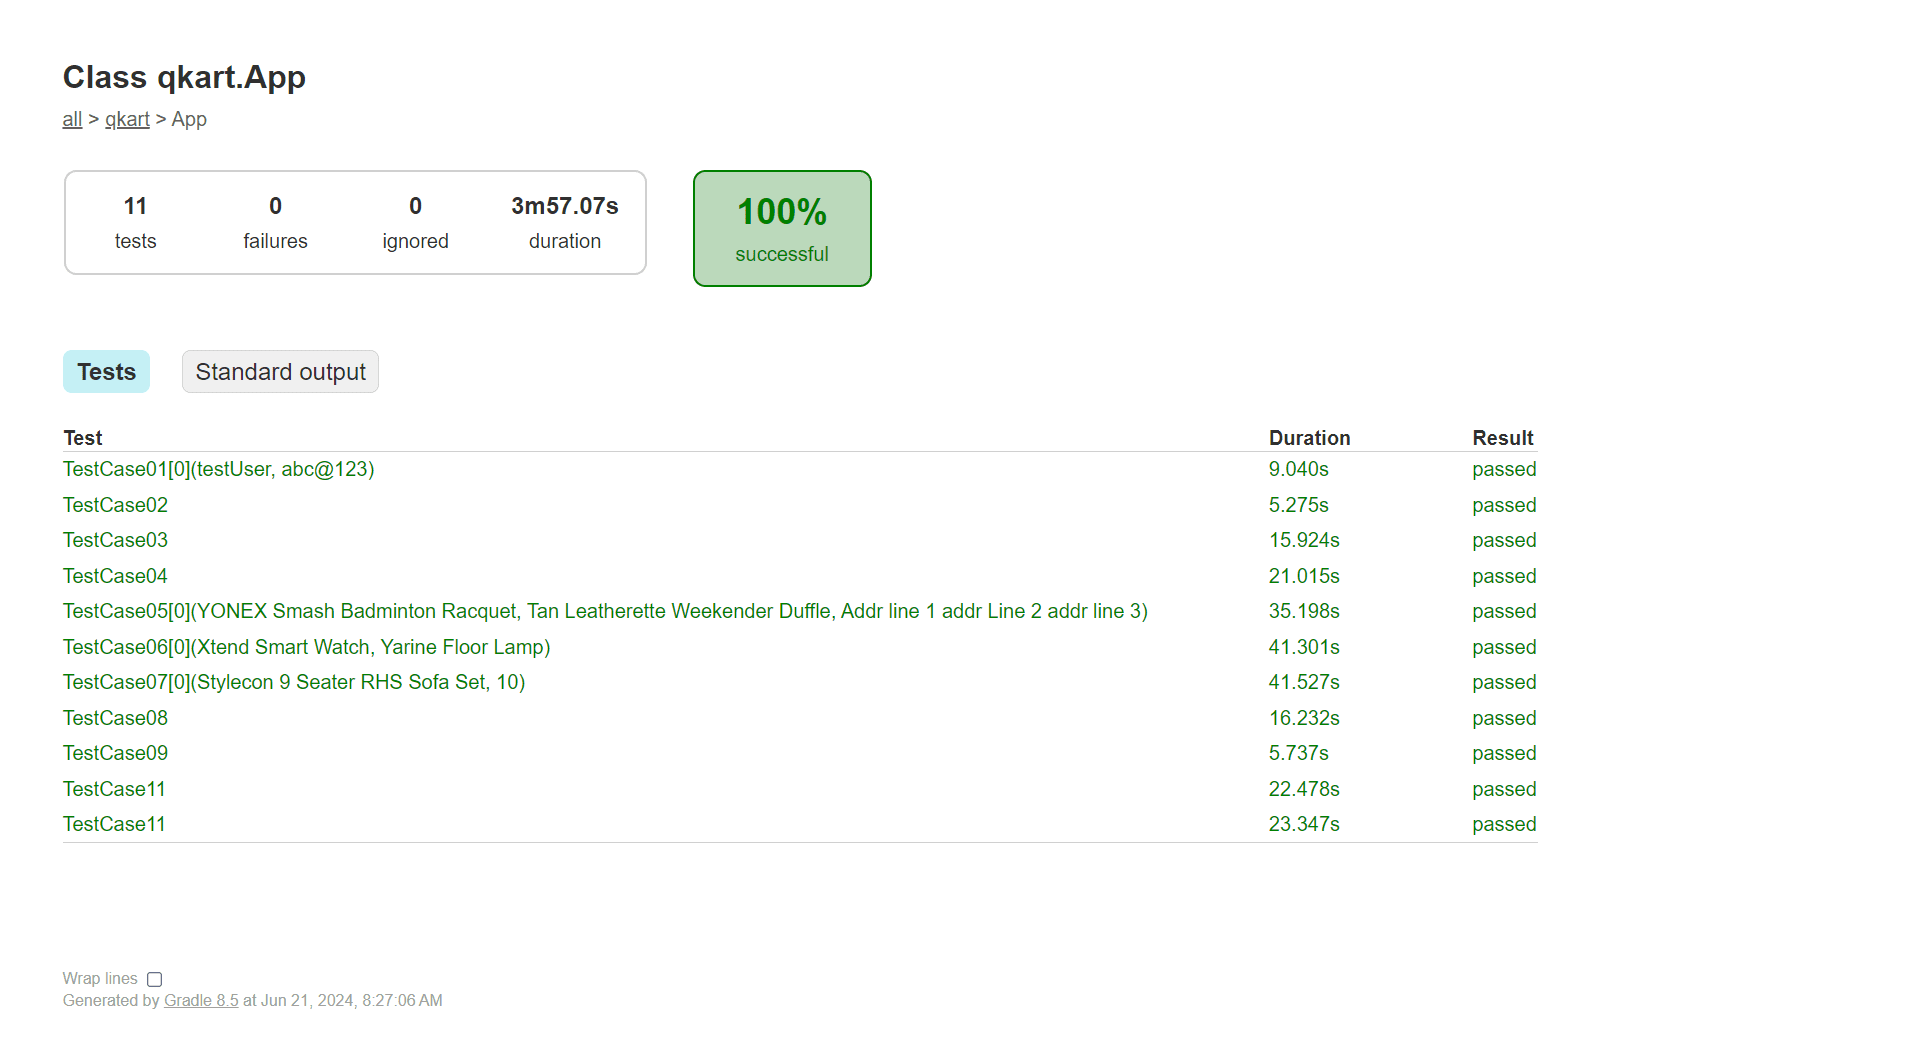 Class qkart.App
all > qkart > App
11 0 0 3m57.07s
tests failures ignored duration
100%
successful
Tests Standard output
Test Duration Result
TestCase01[0](testUser, abc@123) 9.040s passed
TestCase02 5.275s passed
TestCase03 15.924s passed
TestCase04 21.015s passed
TestCase05[0](YONEX Smash Badminton Racquet, Tan Leatherette Weekender Duffle, Addr line 1 addr Line 2 addr line 3) 35.198s passed
TestCase06[0](Xtend Smart Watch, Yarine Floor Lamp) 41.301s passed
TestCase07[0](Stylecon 9 Seater RHS Sofa Set, 10) 41.527s passed
TestCase08 16.232s passed
TestCase09 5.737s passed
TestCase11 22.478s passed
TestCase11 23.347s passed
Wrap lines
Generated by Gradle 8.5 at Jun 21, 2024, 8:27:06 AM